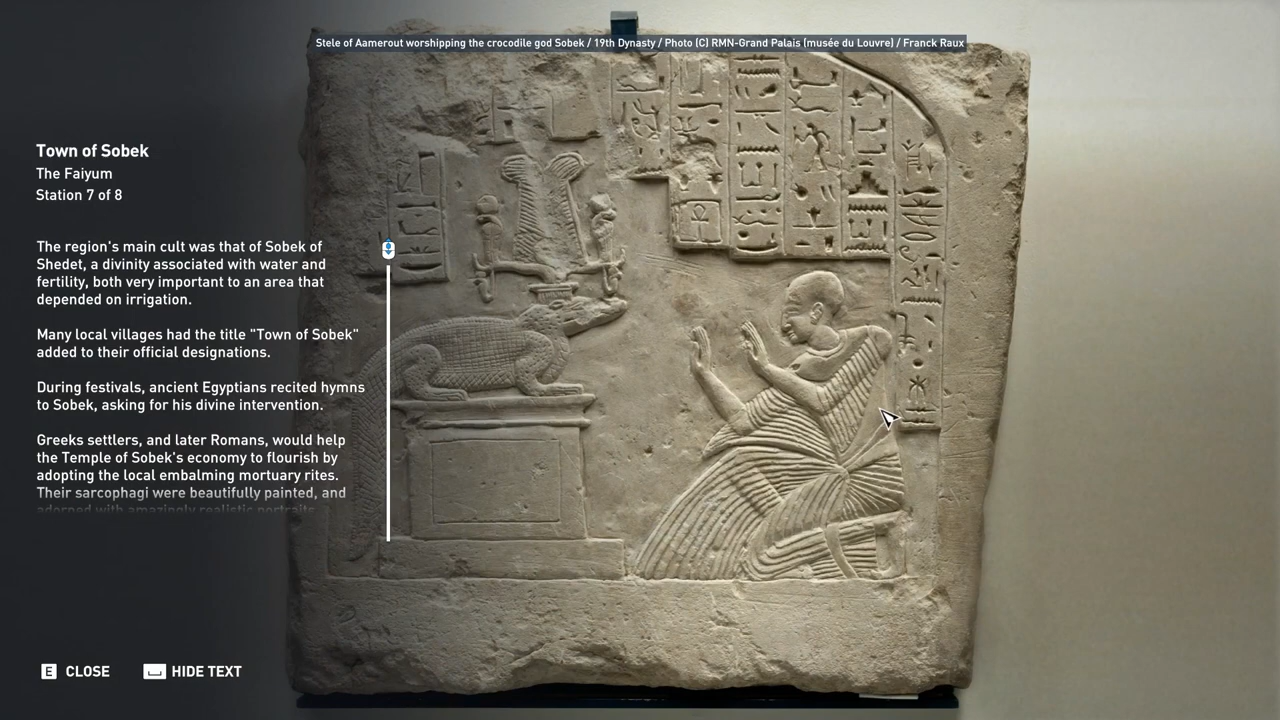 Stele of Aamerout worshipping the crocodile god Sobek / 19th Dynasty / Photo (C) RMN-Grand Palais (musée du Louvre) / Franck Raux
Town of Sobek
The Faiyum
Station 7 of 8
The region's main cult was that of Sobek of
Shedet, a divinity associated with water and
fertility, both very important to an area that
depended on irrigation.
Many local villages had the title "Town of Sobek"
added to their official designations.
During festivals, ancient Egyptians recited hymns
to Sobek, asking for his divine intervention.
Greeks settlers, and later Romans, would help
the Temple of Sobek's economy to flourish by
adopting the local embalming mortuary rites.
Their sarcophagi were beautifully painted, and
adorned with amazingly realistic portraits
E CLOSE HIDE TEXT